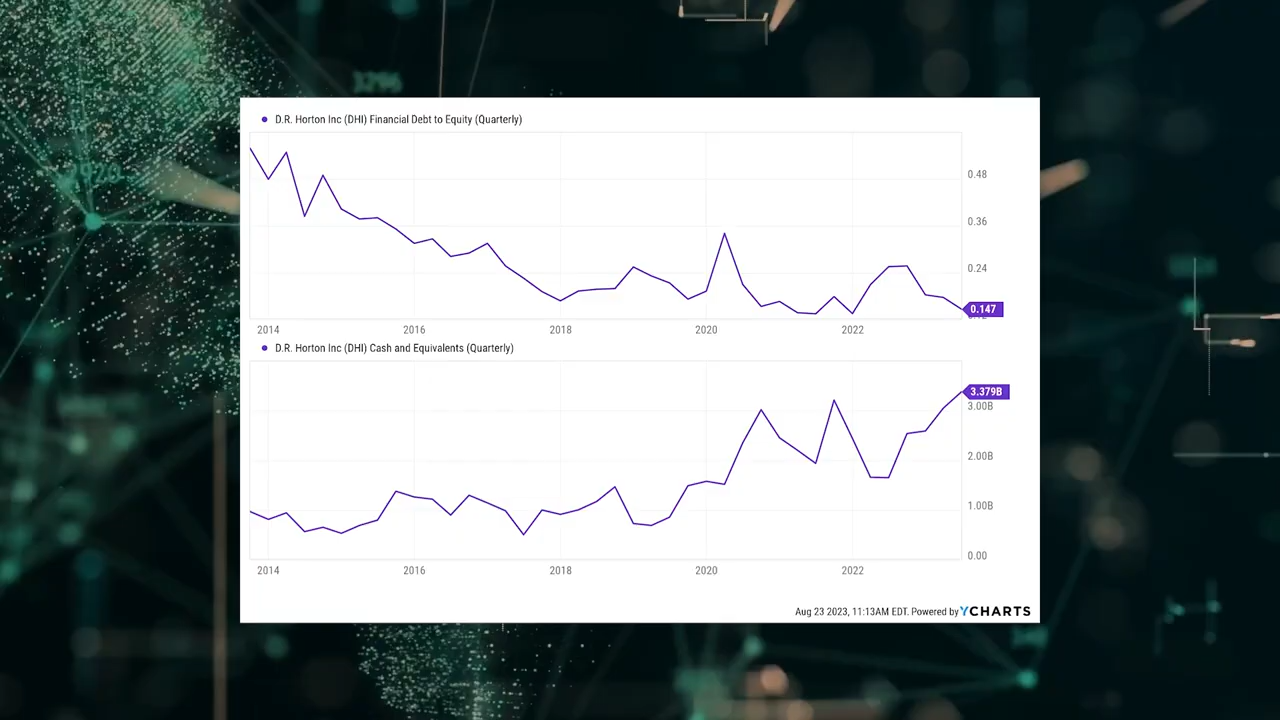 3296
D.R. Horton Inc (DHI) Financial Debt to Equity (Quarterly)
0.48
0.36
0.24
0.147
2014 2016 2018 2020 2022
D.R. Horton Inc (DHI) Cash and Equivalents (Quarterly)
3.379B
3.00B
2.00B
1.00B
0.00
2014 2016 2018 2020 2022
Aug 23 2023, 11:13AM EDT. Powered by YCHARTS